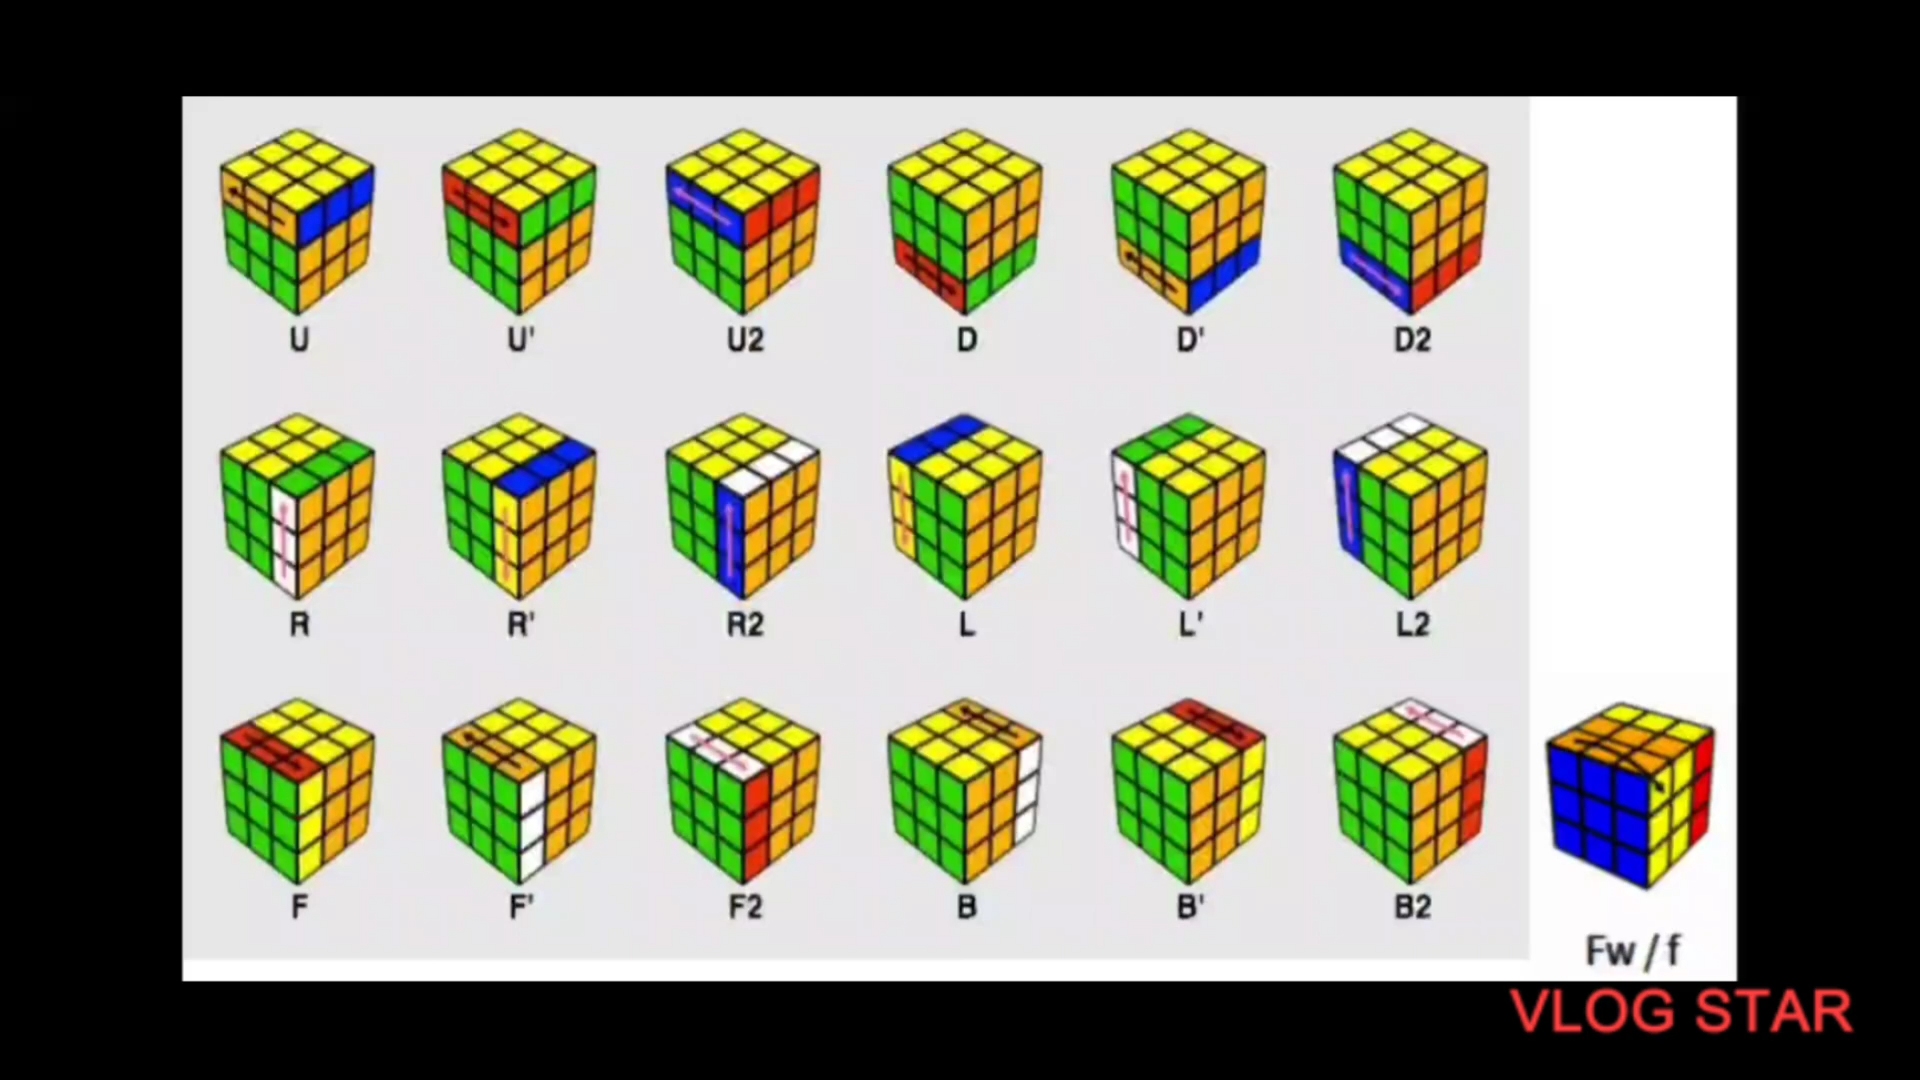 U U' U2 D D' D2
R R' R2 L L' L2
F F' F2 B B' B2
Fw / f
VLOG STAR